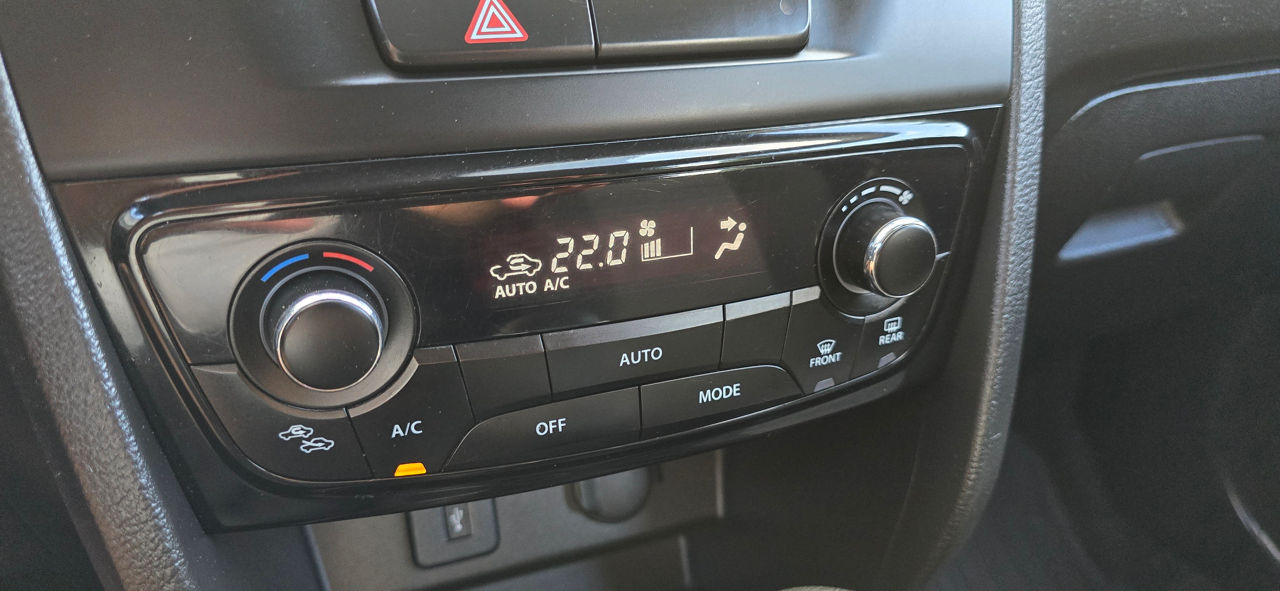 22.0
AUTO A/C
AUTO
FRONT
REAR
A/C
OFF
MODE